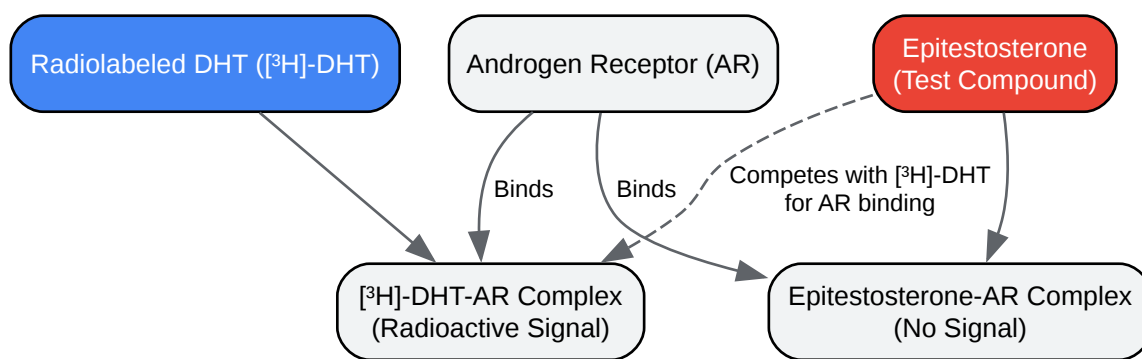 Radiolabeled DHT ([³H]-DHT)
Androgen Receptor (AR)
Epitestosterone
(Test Compound)
Binds
Binds
Competes with [³H]-DHT
for AR binding
[³H]-DHT-AR Complex
(Radioactive Signal)
Epitestosterone-AR Complex
(No Signal)